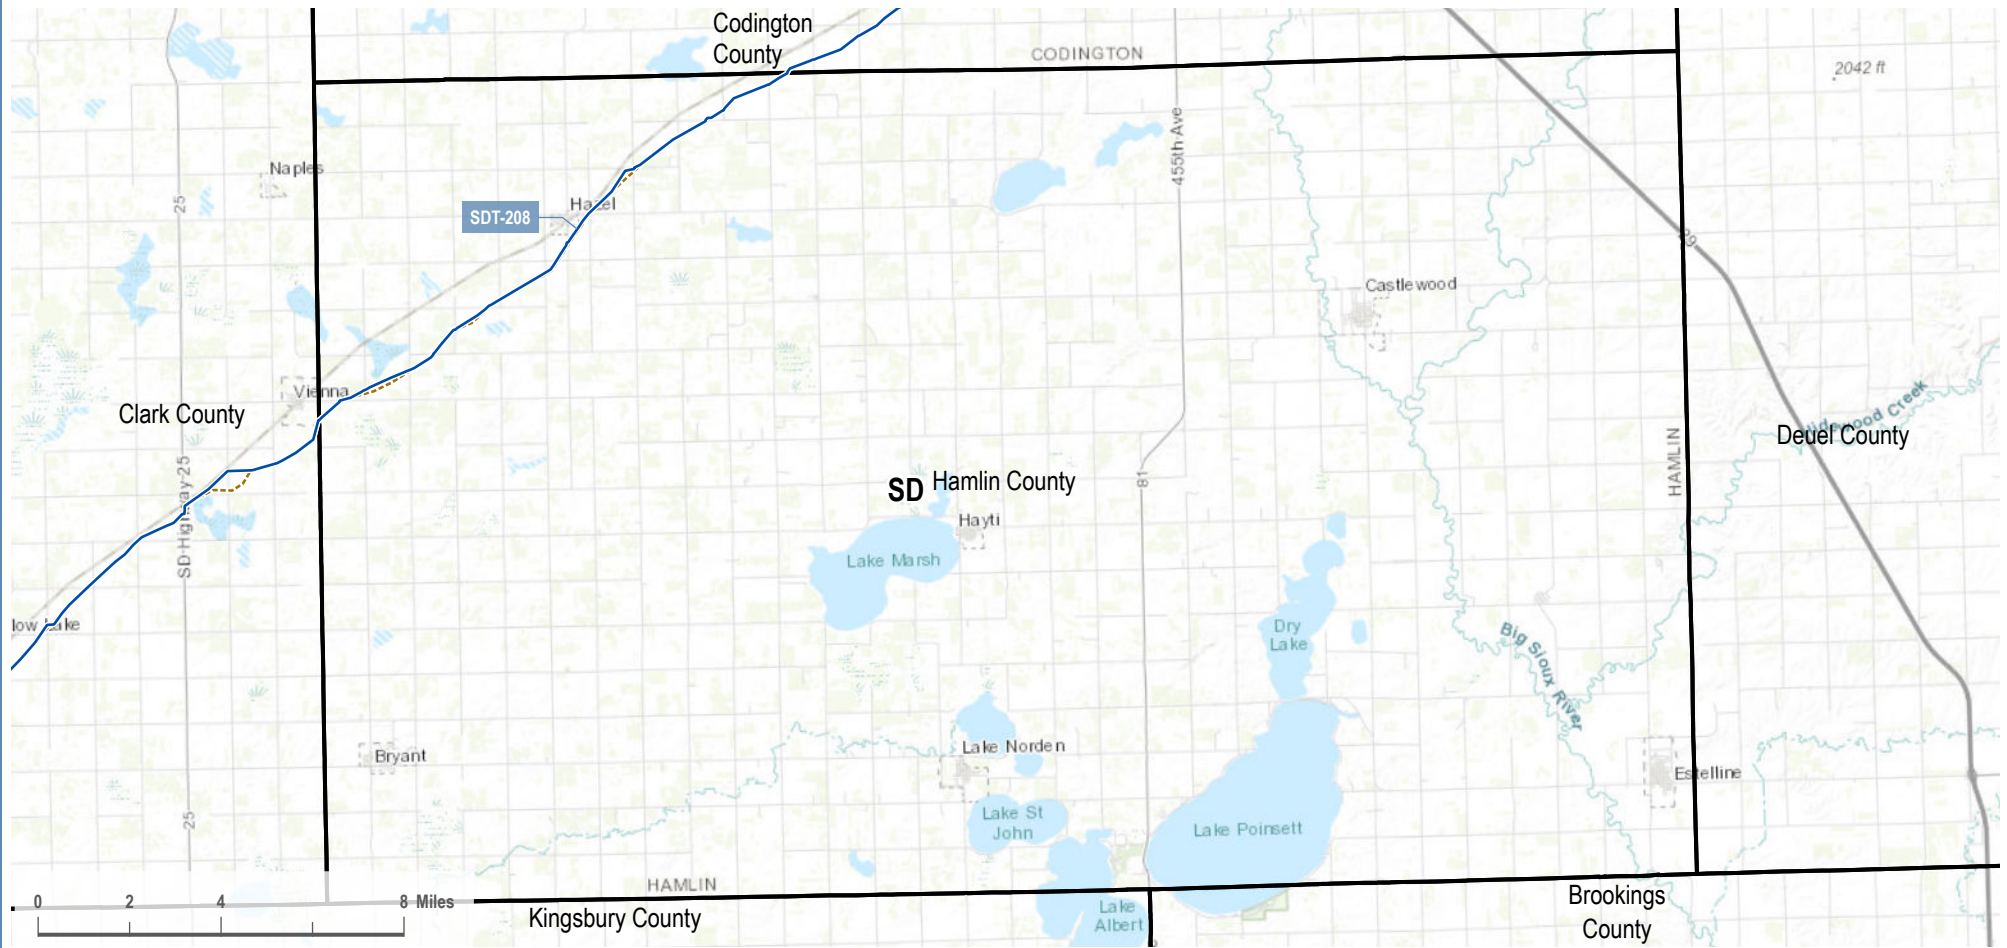 Codington
County
CODINGTON
2042 ft
Naples
25
455th Ave
Hazel
SDT-208
29
Castlewood
Vienna
Clark County
Hidewood Creek
Deuel County
HAMLIN
SD Highway 25
81
SD
Hamlin County
Hayti
Lake Marsh
low Lake
Dry
Lake
Big Sioux River
Bryant
Lake Norden
Estelline
Lake St
John
Lake Poinsett
25
HAMLIN
0 2 4 8 Miles
Kingsbury County
Lake
Albert
Brookings
County